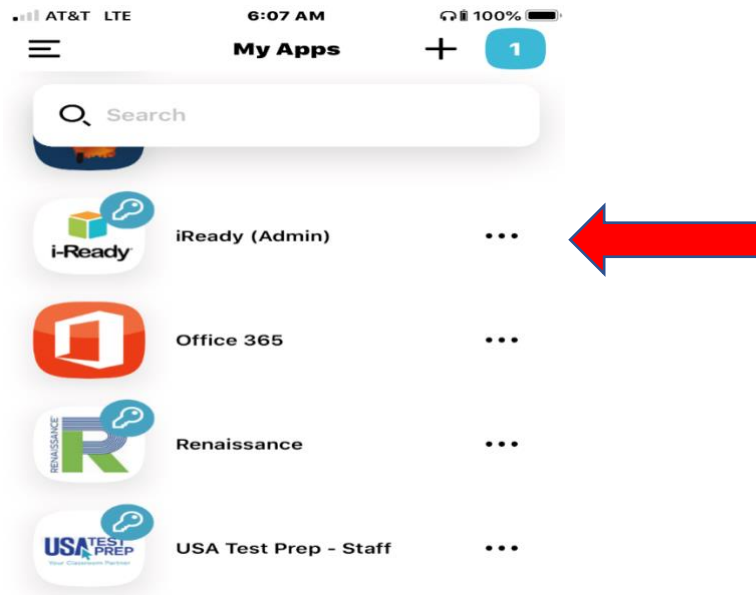 AT&T LTE 6:07 AM 100%
My Apps 1
Search
i-Ready
iReady (Admin)
Office 365
RENAISSANCE
R
Renaissance
USA TEST PREP
Your Classroom Partner
USA Test Prep - Staff